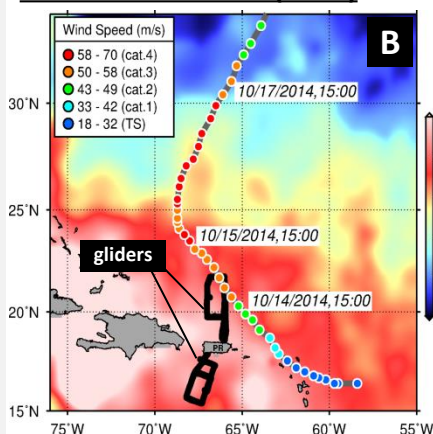 Wind Speed (m/s)
58 - 70 (cat.4)
50 - 58 (cat.3)
43 - 49 (cat.2)
33 - 42 (cat.1)
18 - 32 (TS)
B
10/17/2014,15:00
30°N
25°N
10/15/2014,15:00
gliders
10/14/2014,15:00
20°N
PR
15°N
75°W 70°W 65°W 60°W 55°W